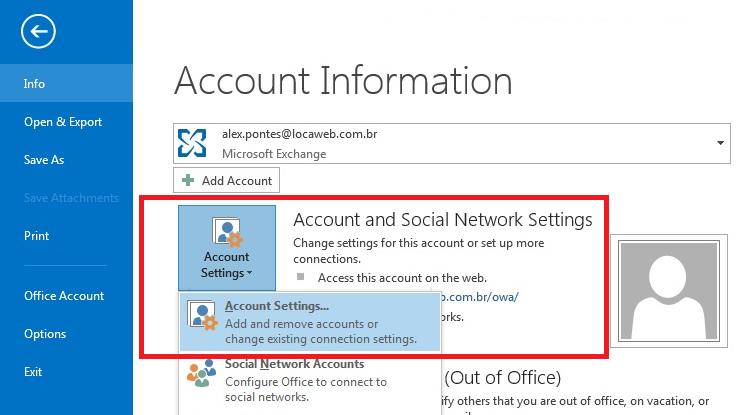 Info
Open & Export
Save As
Save Attachments
Print
Office Account
Options
Exit
Account Information
alex.pontes@locaweb.com.br
Microsoft Exchange
Add Account
Account
Settings
Account and Social Network Settings
Change settings for this account or set up more
connections.
Access this account on the web.
.com.br/owa/
Account Settings...
Add and remove accounts or
change existing connection settings.
Social Network Accounts
Configure Office to connect to
social networks.
(Out of Office)
others that you are out of office, on vacation, or